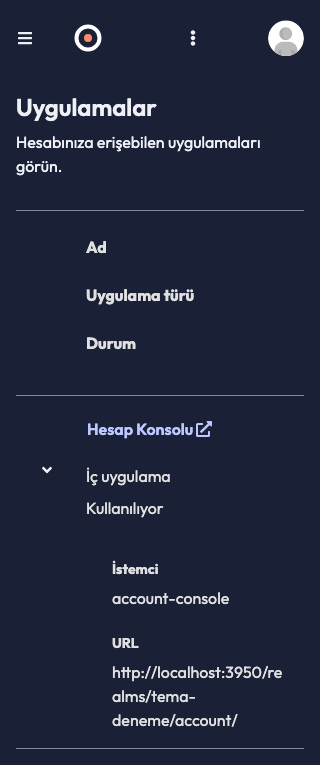 Uygulamalar
Hesabınıza erişebilen uygulamaları
görün.
Ad
Uygulama türü
Durum
Hesap Konsolu
İç uygulama
Kullanılıyor
İstemci
account-console
URL
http://localhost:3950/re
alms/tema-
deneme/account/